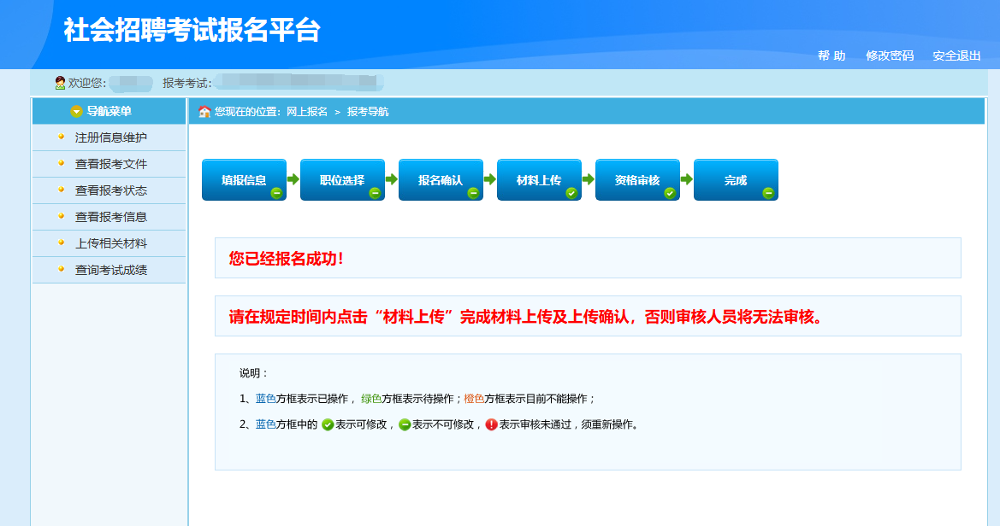 社会招聘考试报名平台
帮 助 修改密码 安全退出
欢迎您: 报考考试:
导航菜单
您现在的位置：网上报名 > 报考导航
注册信息维护
查看报考文件
查看报考状态
查看报考信息
上传相关材料
查询考试成绩
填报信息 职位选择 报名确认 材料上传 资格审核 完成
您已经报名成功！
请在规定时间内点击“材料上传”完成材料上传及上传确认，否则审核人员将无法审核。
说明：
1、蓝色方框表示已操作，绿色方框表示待操作；橙色方框表示目前不能操作；
2、蓝色方框中的 表示可修改， 表示不可修改， 表示审核未通过，须重新操作。